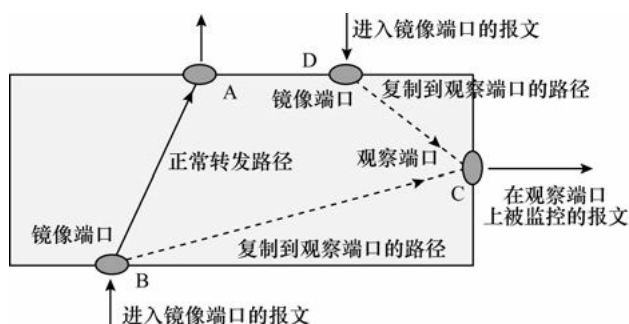 进入镜像端口的报文
D
A
镜像端口
复制到观察端口的路径
正常转发路径
观察端口
C
在观察端口
上被监控的报文
镜像端口
复制到观察端口的路径
B
进入镜像端口的报文